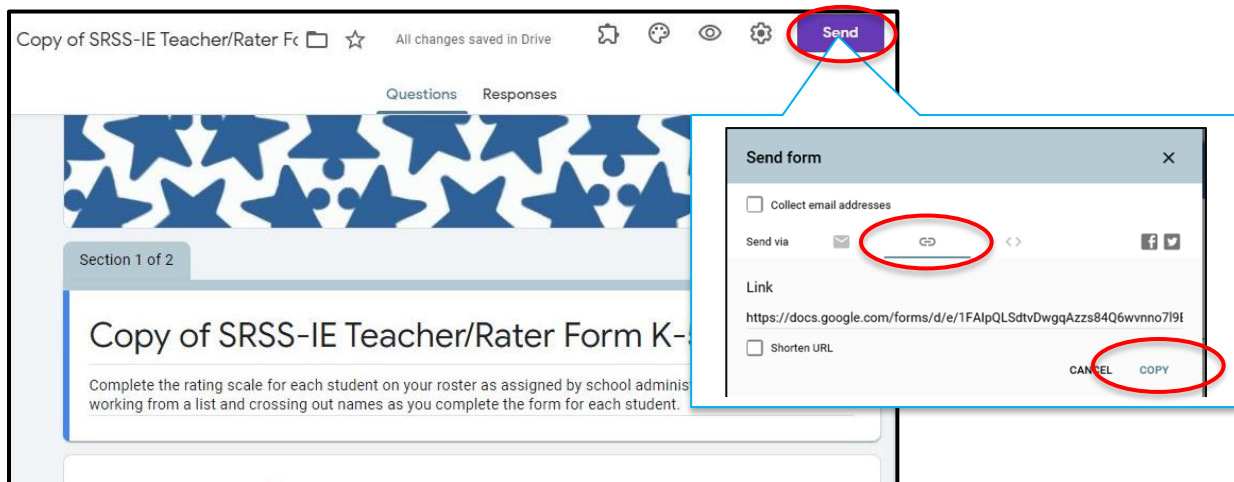 Copy of SRSS-IE Teacher/Rater Fo
All changes saved in Drive
Send
Questions Responses
Section 1 of 2
Copy of SRSS-IE Teacher/Rater Form K-
Complete the rating scale for each student on your roster as assigned by school adminis
working from a list and crossing out names as you complete the form for each student.
Send form
Collect email addresses
Send via
Link
https://docs.google.com/forms/d/e/1FAIpQLSdtvDwgqAzzs84Q6wvnno7l9E
Shorten URL
CANCEL COPY